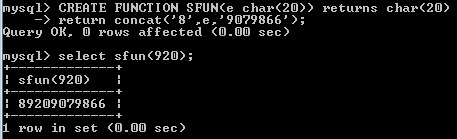 mysql> CREATE FUNCTION SFUN(e char(20)) returns char(20)
    -> return concat('8',e,'9079866');
Query OK, 0 rows affected (0.00 sec)
mysql> select sfun(920);
+-------------+
| sfun(920)   |
+-------------+
| 89209079866 |
+-------------+
1 row in set (0.00 sec)